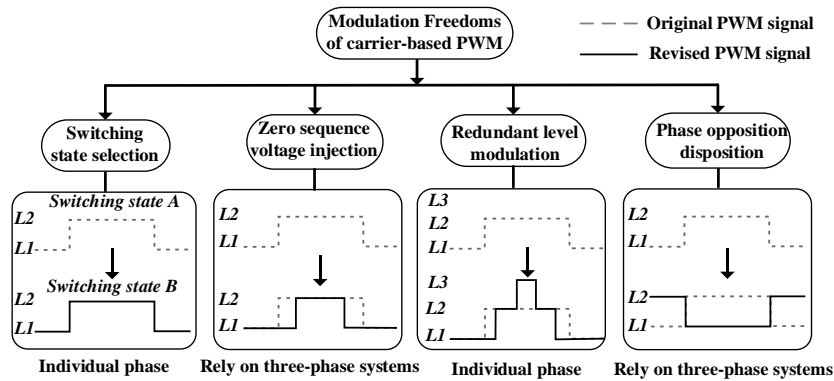 Modulation Freedoms
of carrier-based PWM
Original PWM signal
Revised PWM signal
Switching
state selection
Zero sequence
voltage injection
Redundant level
modulation
Phase opposition
disposition
Switching state A
L2
L1
Switching state B
L2
L1
Individual phase
L2
L1
L2
L1
Rely on three-phase systems
L3
L2
L1
L3
L2
L1
Individual phase
L2
L1
L2
L1
Rely on three-phase systems